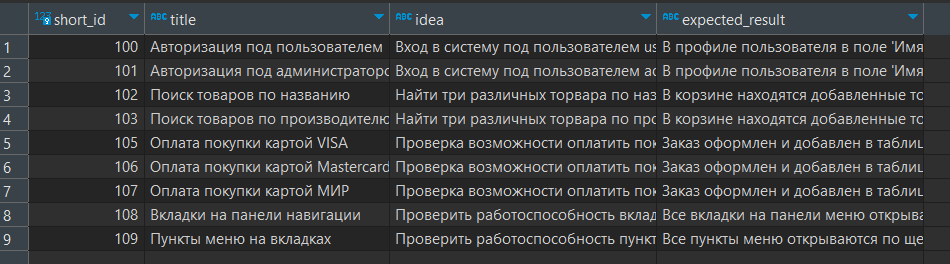 123 short_id ABC title ABC idea ABC expected_result
1 100 Авторизация под пользователем Вход в систему под пользователем us В профиле пользователя в поле 'Имя
2 101 Авторизация под администраторо Вход в систему под пользователем ad В профиле пользователя в поле 'Имя
3 102 Поиск товаров по названию Найти три различных торвара по наз В корзине находятся добавленные то
4 103 Поиск товаров по производителю Найти три различных торвара по про В корзине находятся добавленные то
5 105 Оплата покупки картой VISA Проверка возможности оплатить пок Заказ оформлен и добавлен в таблиц
6 106 Оплата покупки картой Mastercard Проверка возможности оплатить пок Заказ оформлен и добавлен в таблиц
7 107 Оплата покупки картой МИР Проверка возможности оплатить пок Заказ оформлен и добавлен в таблиц
8 108 Вкладки на панели навигации Проверить работоспособность вклад Все вкладки на панели меню открыва
9 109 Пункты меню на вкладках Проверить работоспособность пункт Все пункты меню открываются по ще